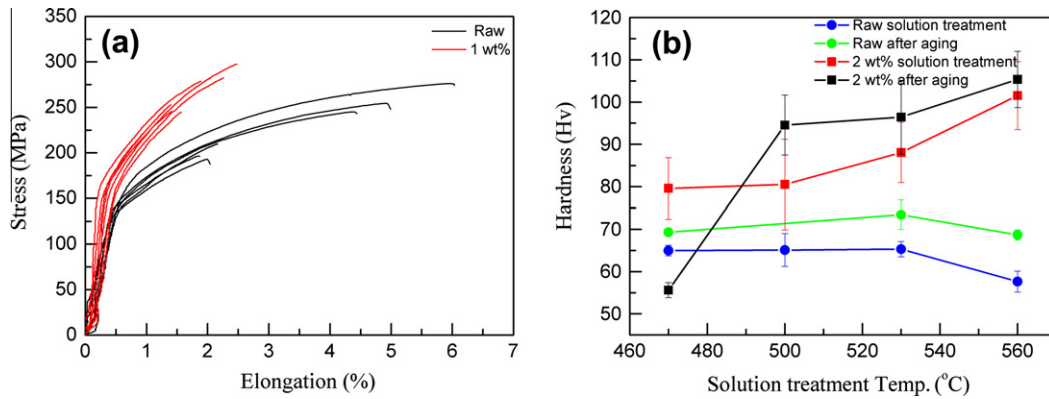 (a)
Raw
1 wt%
Stress (MPa)
350
300
250
200
150
100
50
0
0 1 2 3 4 5 6 7
Elongation (%)
(b)
Raw solution treatment
Raw after aging
2 wt% solution treatment
2 wt% after aging
Hardness (Hv)
120
110
100
90
80
70
60
50
460 480 500 520 540 560
Solution treatment Temp. (°C)